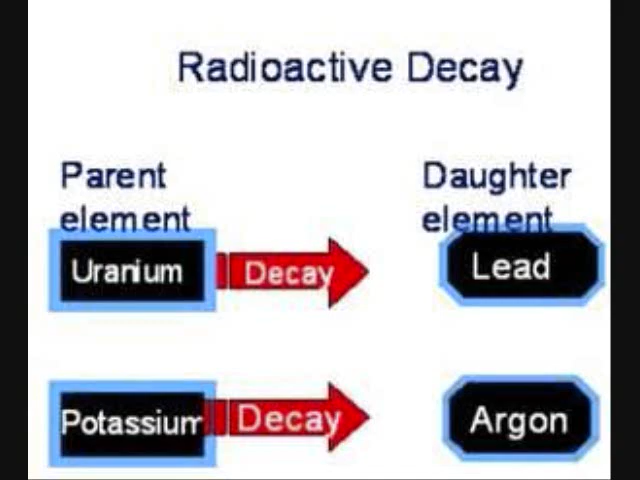 Radioactive Decay
Parent
element
Daughter
element
Uranium
Decay
Lead
Potassium
Decay
Argon